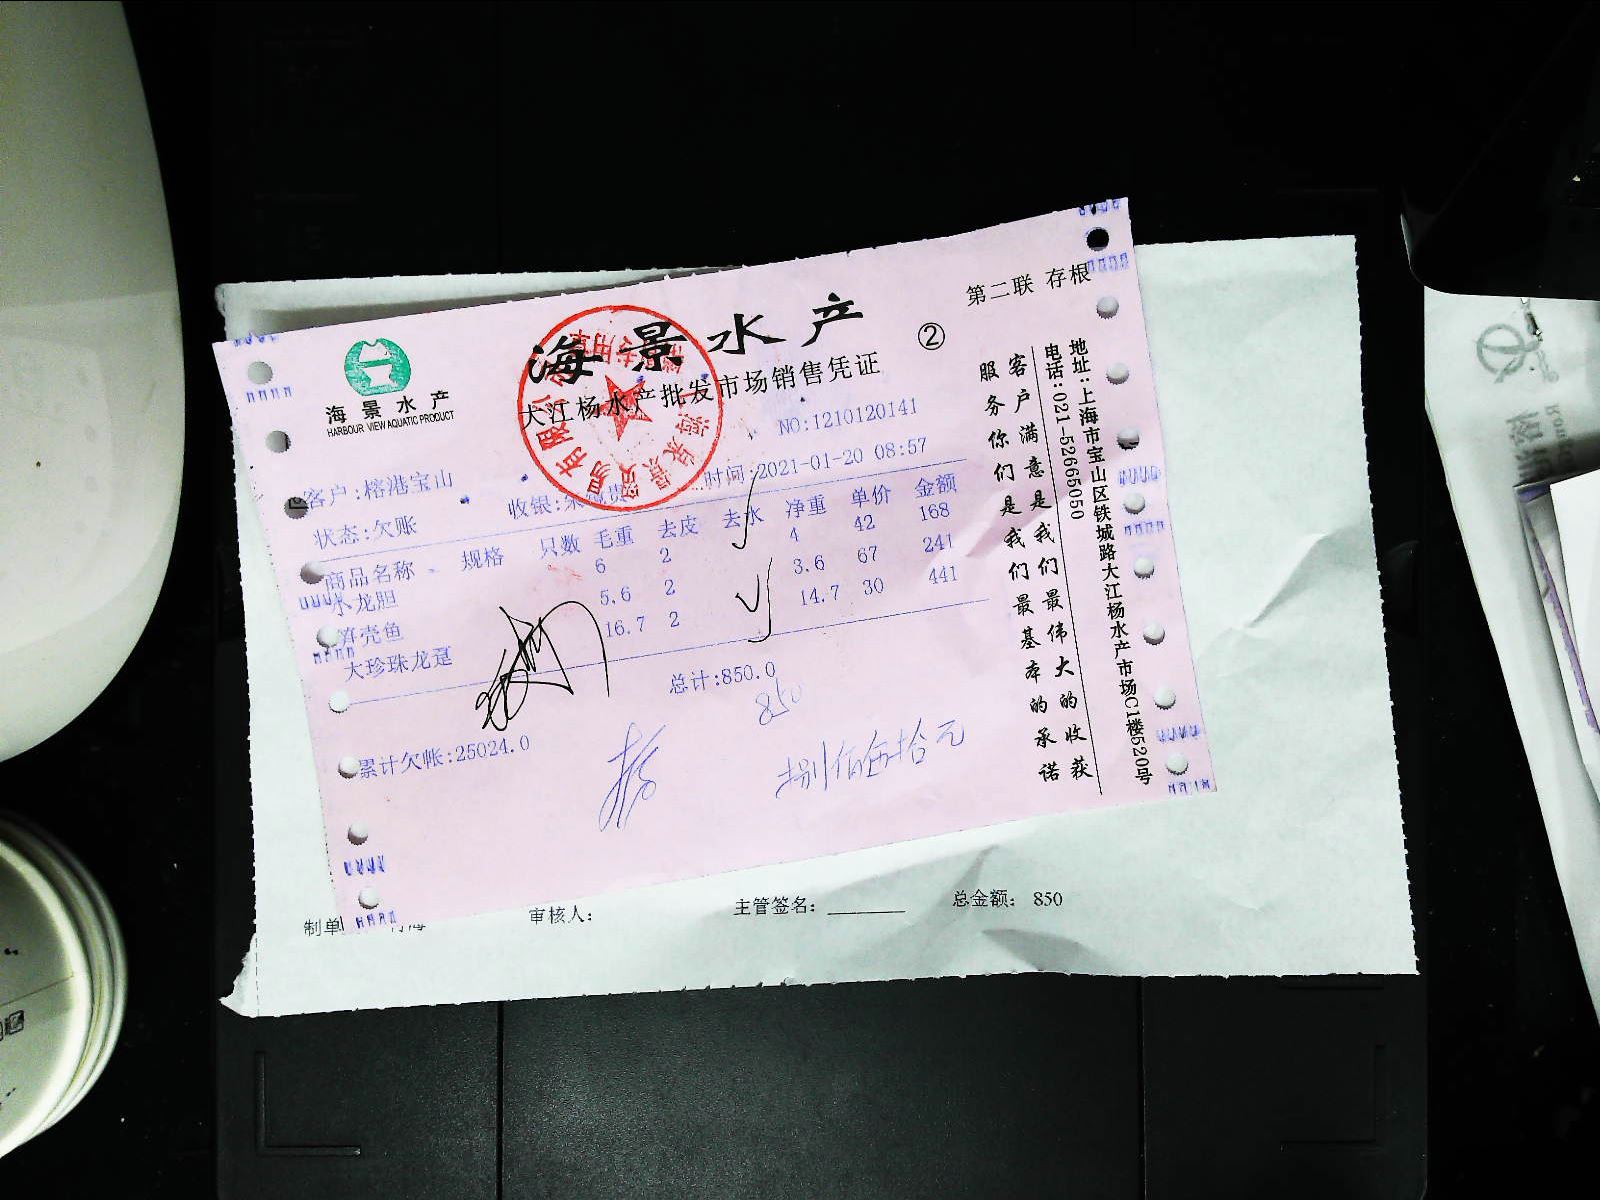 海景水产
第二联 存根
②
海景水产
HARBOUR VIEW AQUATIC PRODUCT
大江杨水产批发市场销售凭证
NO:1210120141
客户:榕港宝山
收银:
时间:2021-01-20 08:57
状态:欠账
商品名称 规格 只数 毛重 去皮 去水 净重 单价 金额
水龙胆 6 2 4 42 168
笋壳鱼 5.6 2 3.6 67 241
大珍珠龙趸 16.7 2 14.7 30 441
总计:850.0
850
累计欠帐:25024.0
捌佰伍拾元
客户满意是我们最伟大的收获
服务你们是我们最基本的承诺
地址:上海市宝山区铁城路大江杨水产市场C1楼520号
电话:021-52665050
制单
审核人:
主管签名:
总金额: 850